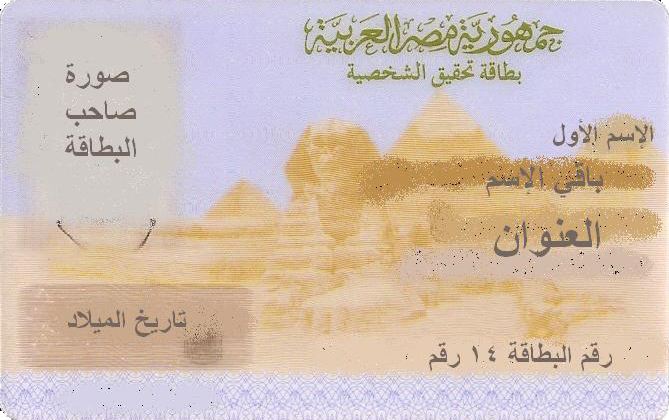 جمهورية مصر العربية
بطاقة تحقيق الشخصية
صورة
صاحب
البطاقة
الإسم الأول
باقي الإسم
العنوان
تاريخ الميلاد
رقم البطاقة ١٤ رقم